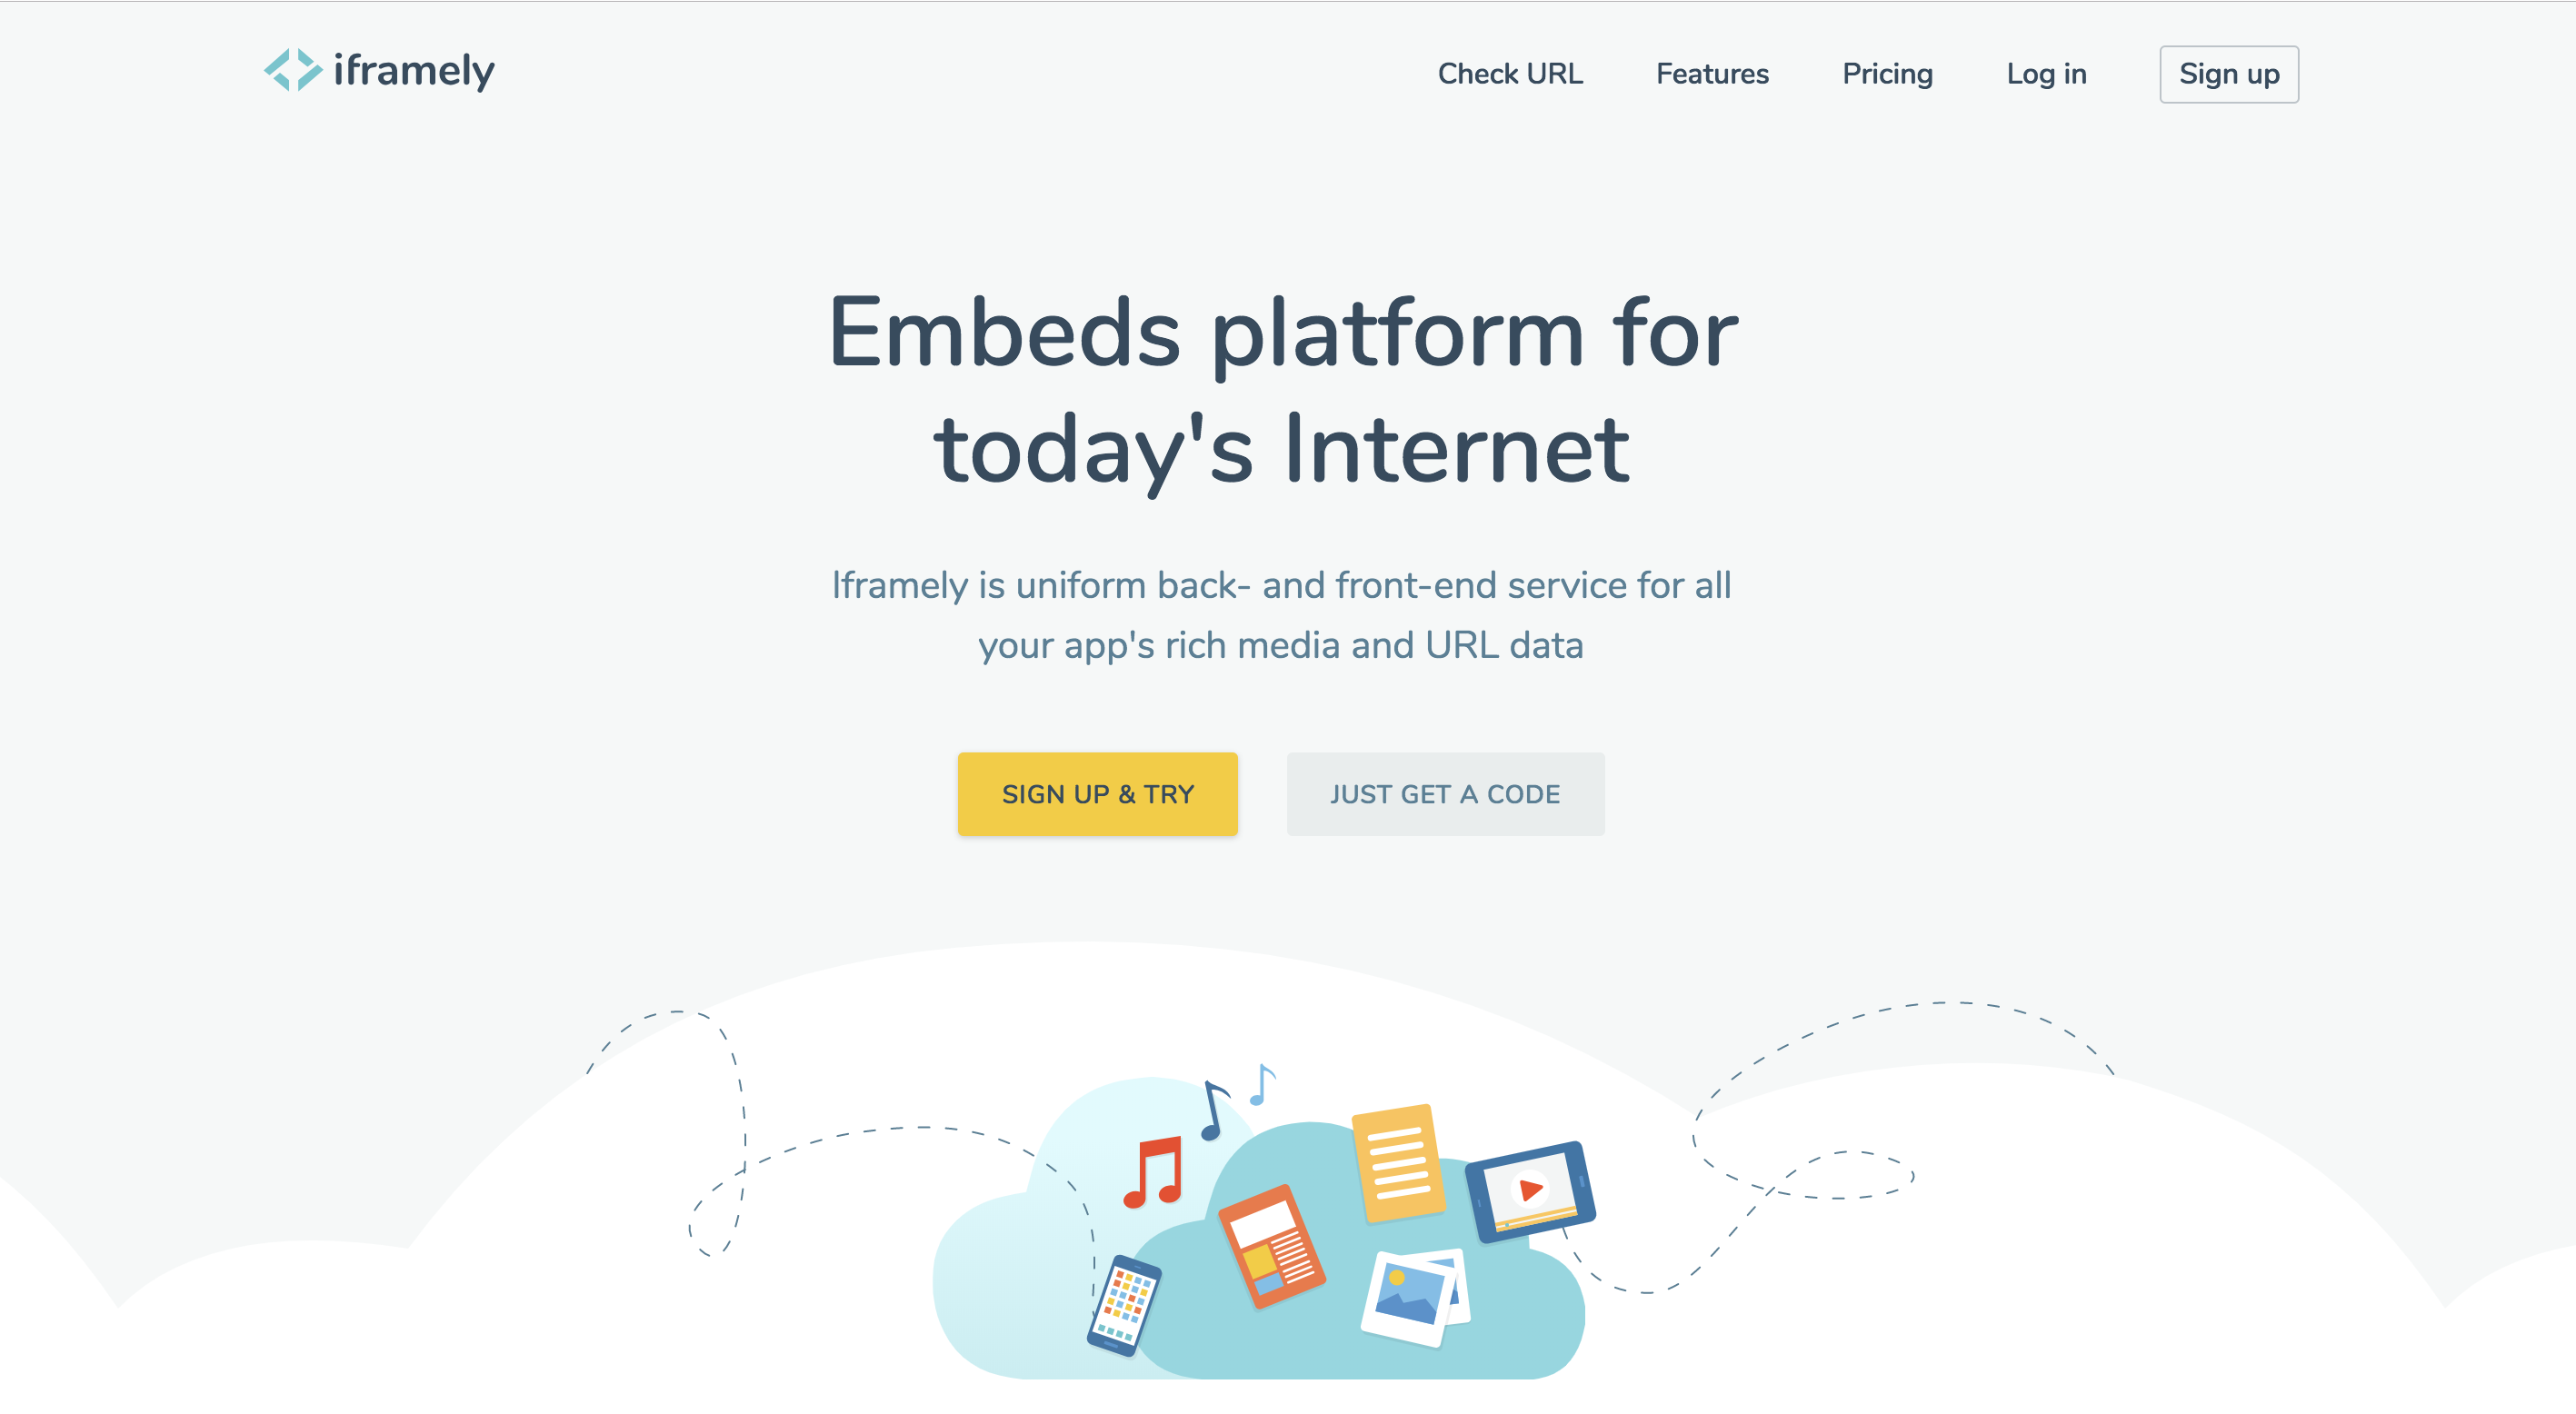 iframely
Check URL
Features
Pricing
Log in
Sign up
Embeds platform for
today's Internet
Iframely is uniform back- and front-end service for all
your app's rich media and URL data
SIGN UP & TRY
JUST GET A CODE